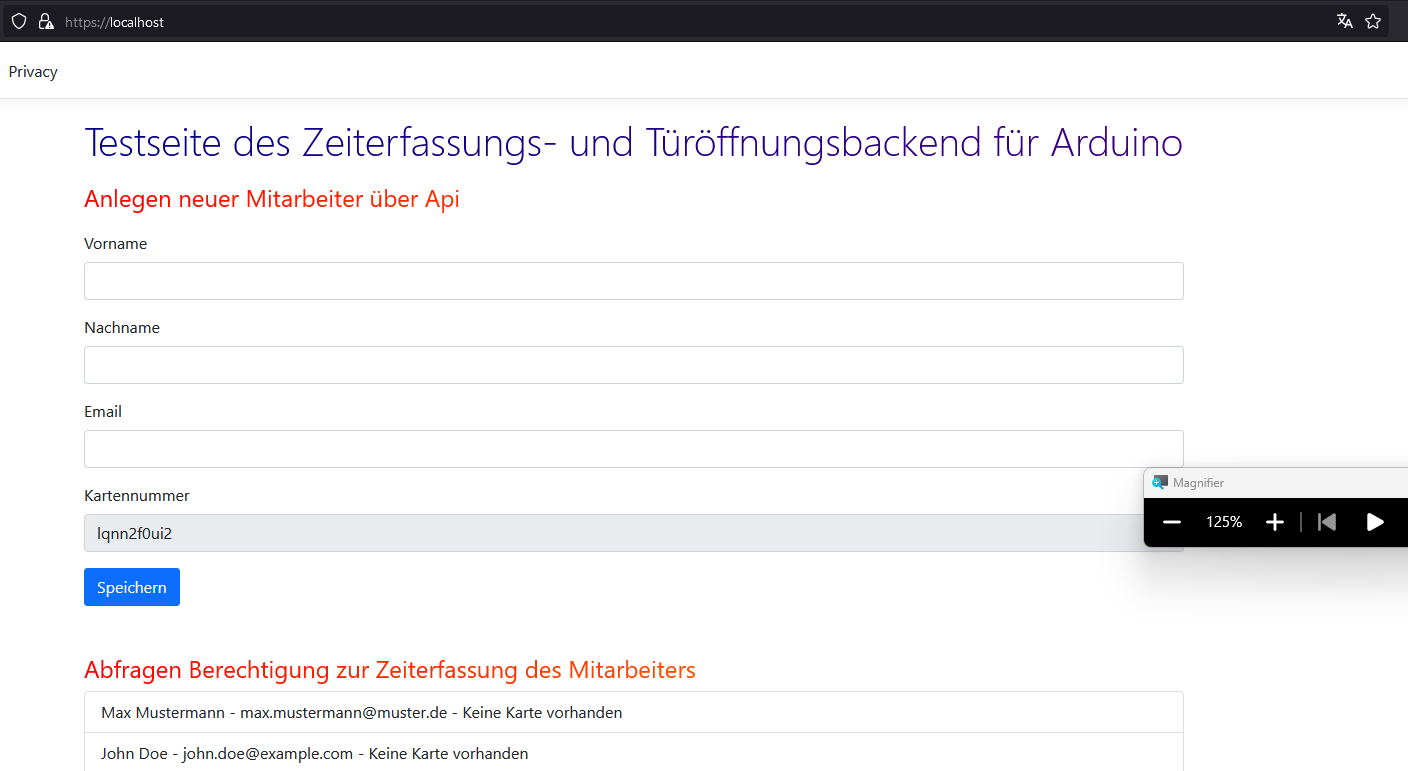 https://localhost
Privacy
Testseite des Zeiterfassungs- und Türöffnungsbackend für Arduino
Anlegen neuer Mitarbeiter über Api
Vorname
Nachname
Email
Kartennummer
lqnn2f0ui2
Magnifier
125%
Speichern
Abfragen Berechtigung zur Zeiterfassung des Mitarbeiters
Max Mustermann - max.mustermann@muster.de - Keine Karte vorhanden
John Doe - john.doe@example.com - Keine Karte vorhanden